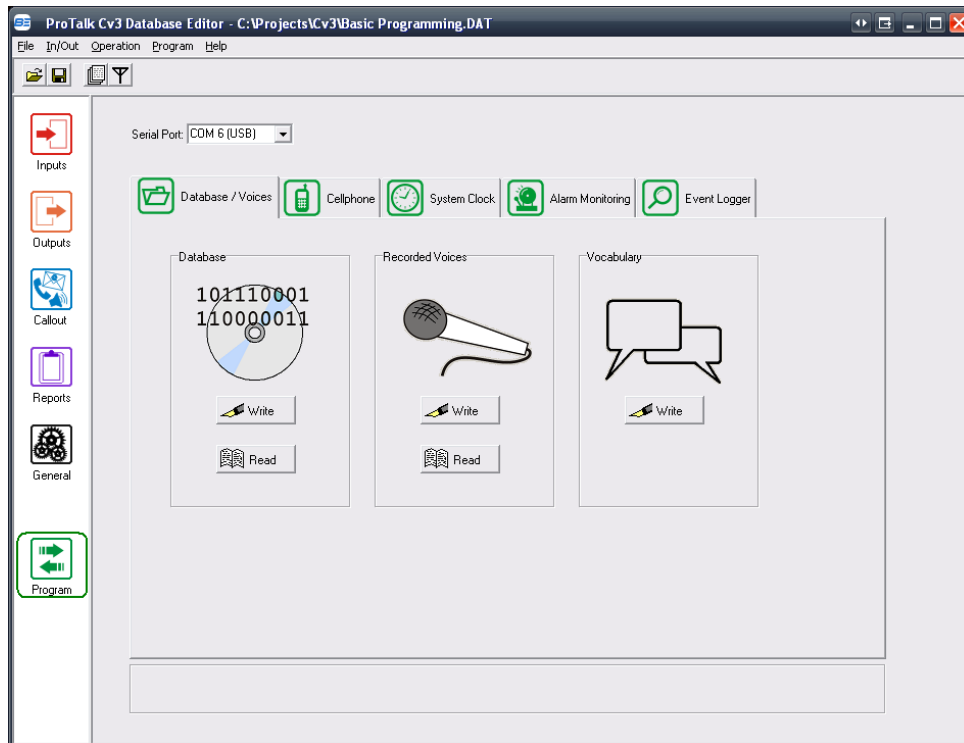 ProTalk Cv3 Database Editor - C:\Projects\Cv3\Basic Programming.DAT
File In/Out Operation Program Help
Serial Port: COM 6 (USB)
Inputs
Outputs
Callout
Reports
General
Program
Database / Voices Cellphone System Clock Alarm Monitoring Event Logger
Database Recorded Voices Vocabulary
101110001
110000011
Write Write Write
Read Read